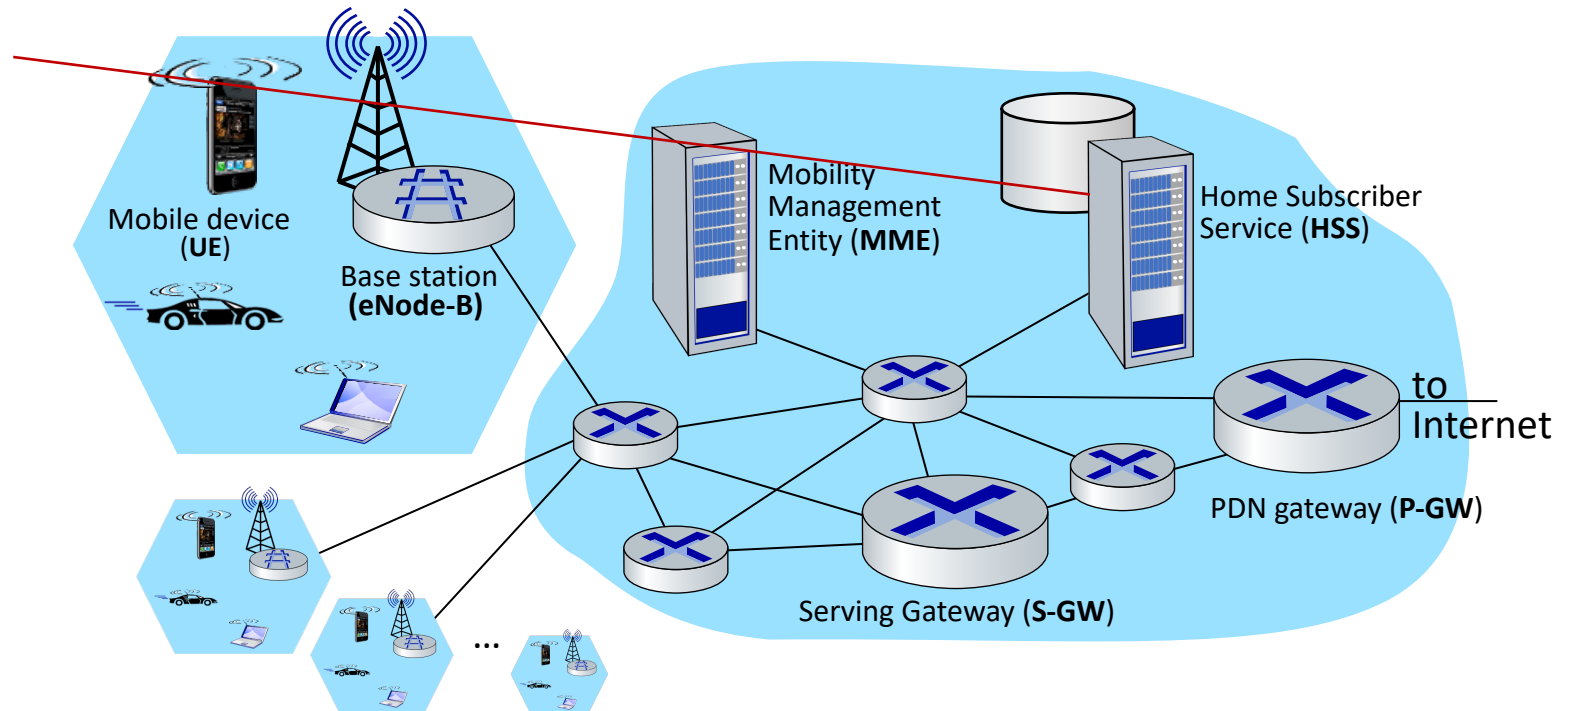 Mobile device
(UE)
Base station
(eNode-B)
Mobility
Management
Entity (MME)
Home Subscriber
Service (HSS)
to
Internet
PDN gateway (P-GW)
Serving Gateway (S-GW)
...